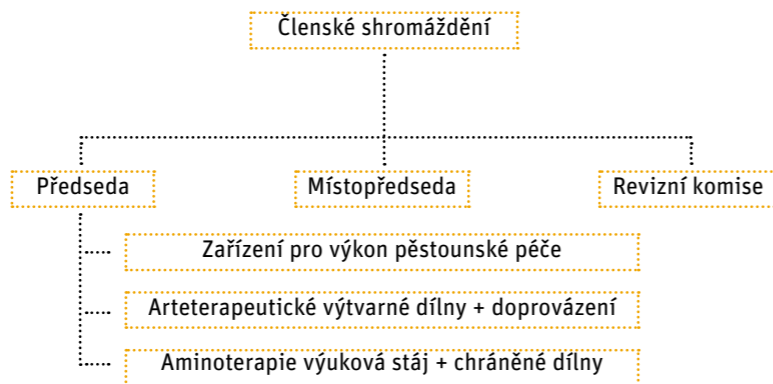 Členské shromáždění
Předseda
Místopředseda
Revizní komise
Zařízení pro výkon pěstounské péče
Arteterapeutické výtvarné dílny + doprovázení
Aminoterapie výuková stáj + chráněné dílny